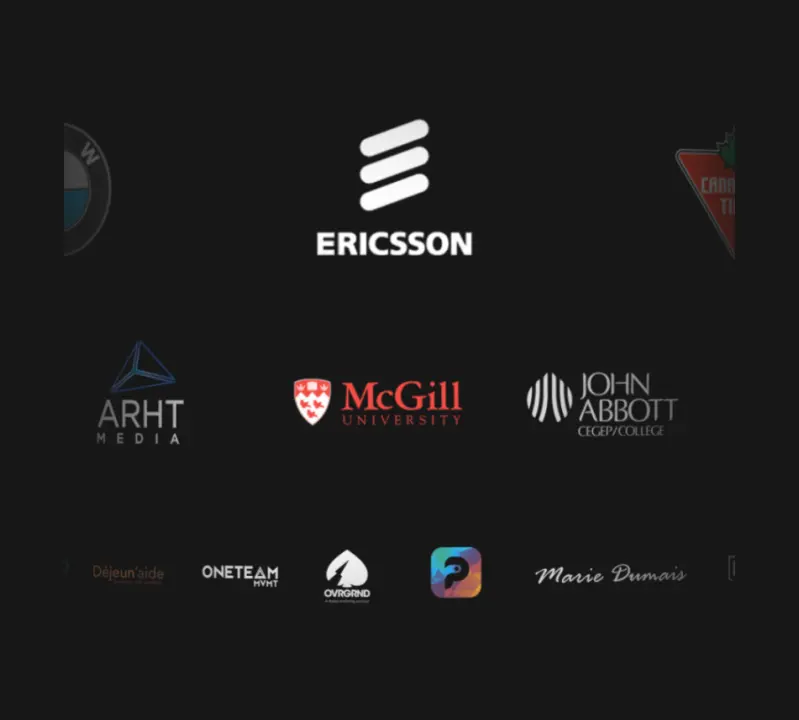 W
ERICSSON
ARHT
MEDIA
McGill
UNIVERSITY
JOHN
ABBOTT
CEGEP/COLLEGE
Déjeun'aide
ONETEAM
MVMT
OVRGRND
P
Marie Dumais